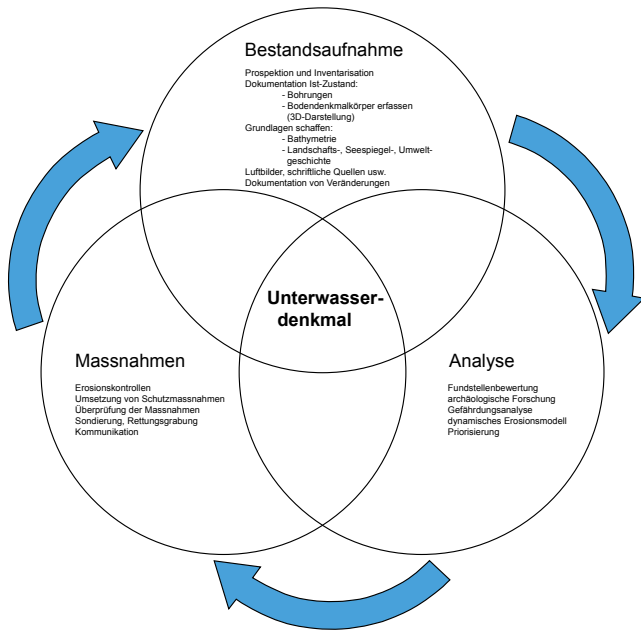 Bestandsaufnahme
Prospektion und Inventarisation
Dokumentation Ist-Zustand:
- Bohrungen
- Bodendenkmalkörper erfassen
(3D-Darstellung)
Grundlagen schaffen:
- Bathymetrie
- Landschafts-, Seespiegel-, Umwelt-
geschichte
Luftbilder, schriftliche Quellen usw.
Dokumentation von Veränderungen
Unterwasser-
denkmal
Massnahmen
Erosionskontrollen
Umsetzung von Schutzmassnahmen
Überprüfung der Massnahmen
Sondierung, Rettungsgrabung
Kommunikation
Analyse
Fundstellenbewertung
archäologische Forschung
Gefährdungsanalyse
dynamisches Erosionsmodell
Priorisierung